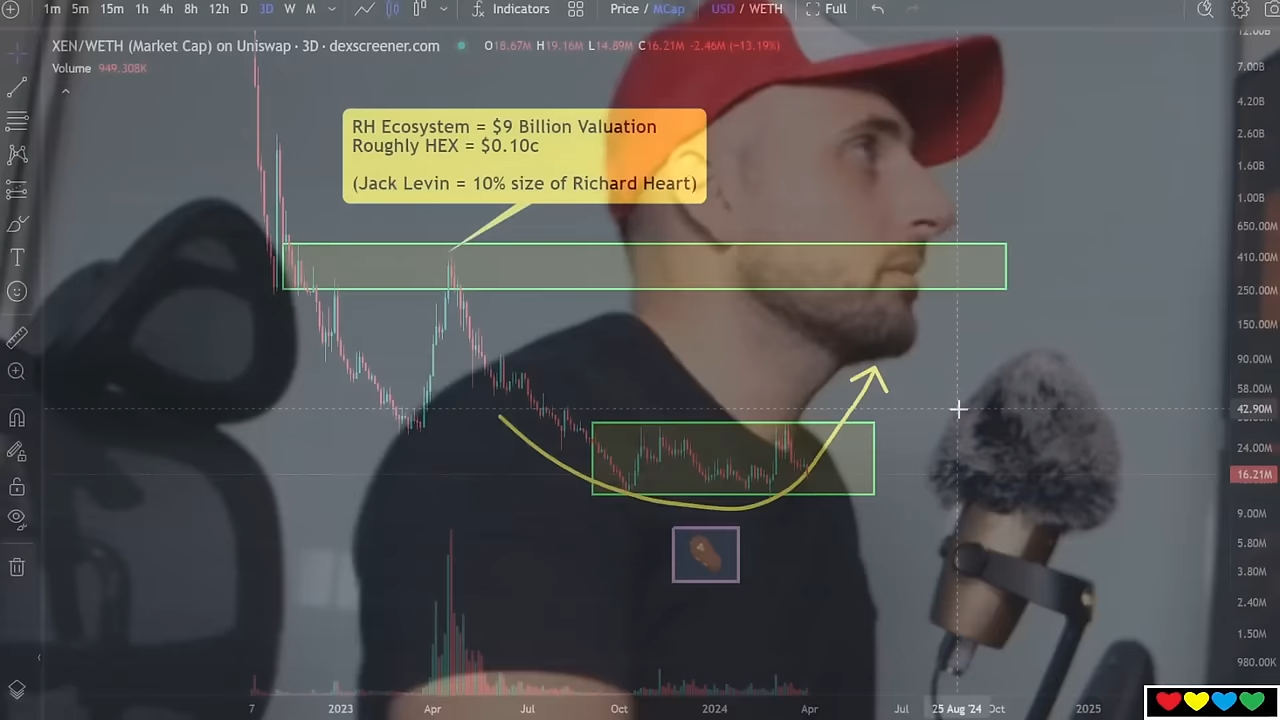 1m 5m 15m 1h 4h 8h 12h D 3D W M Indicators Price / MCap USD / WETH Full
XEN/WETH (Market Cap) on Uniswap · 3D · dexscreener.com O18.67M H19.16M L14.89M C16.21M -2.46M (-13.19%)
Volume 949.308K
RH Ecosystem = $9 Billion Valuation
Roughly HEX = $0.10c
(Jack Levin = 10% size of Richard Heart)
12.00B
7.00B
4.20B
2.60B
1.60B
1.00B
650.00M
410.00M
250.00M
150.00M
90.00M
58.00M
42.90M
24.00M
16.21M
9.00M
5.80M
3.80M
2.40M
1.50M
980.00K
7 2023 Apr Jul Oct 2024 Apr Jul 25 Aug '24 Oct 2025